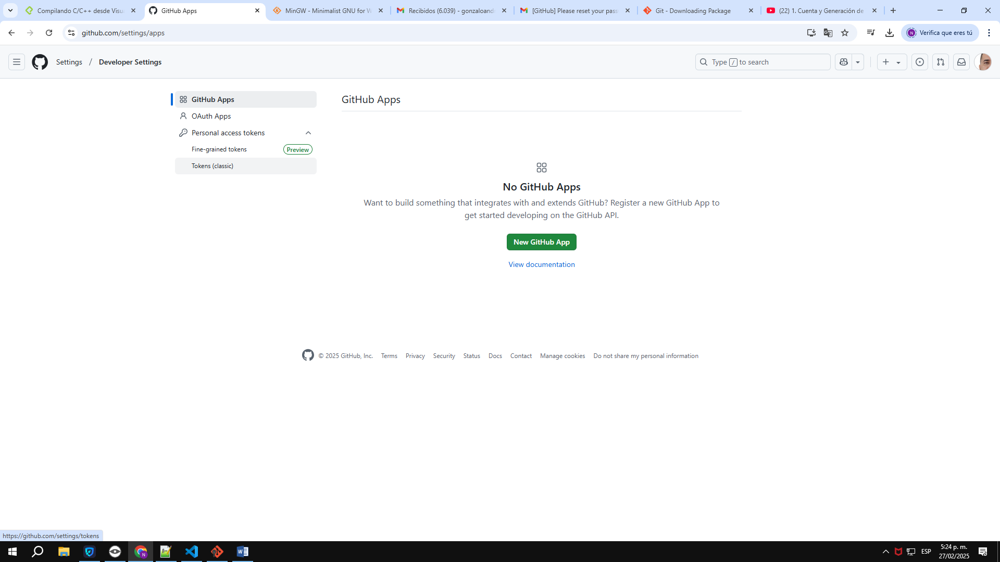 Compilando C/C++ desde Visu
GitHub Apps
MinGW - Minimalist GNU for W
Recibidos (6.039) - gonzaloand
[GitHub] Please reset your pass
Git - Downloading Package
(22) 1. Cuenta y Generación de
github.com/settings/apps
N
Verifica que eres tú
Settings / Developer Settings
Type / to search
GitHub Apps
OAuth Apps
Personal access tokens
Fine-grained tokens
Preview
Tokens (classic)
GitHub Apps
No GitHub Apps
Want to build something that integrates with and extends GitHub? Register a new GitHub App to
get started developing on the GitHub API.
New GitHub App
View documentation
© 2025 GitHub, Inc. Terms Privacy Security Status Docs Contact Manage cookies Do not share my personal information
https://github.com/settings/tokens
N
ESP
5:24 p. m.
27/02/2025